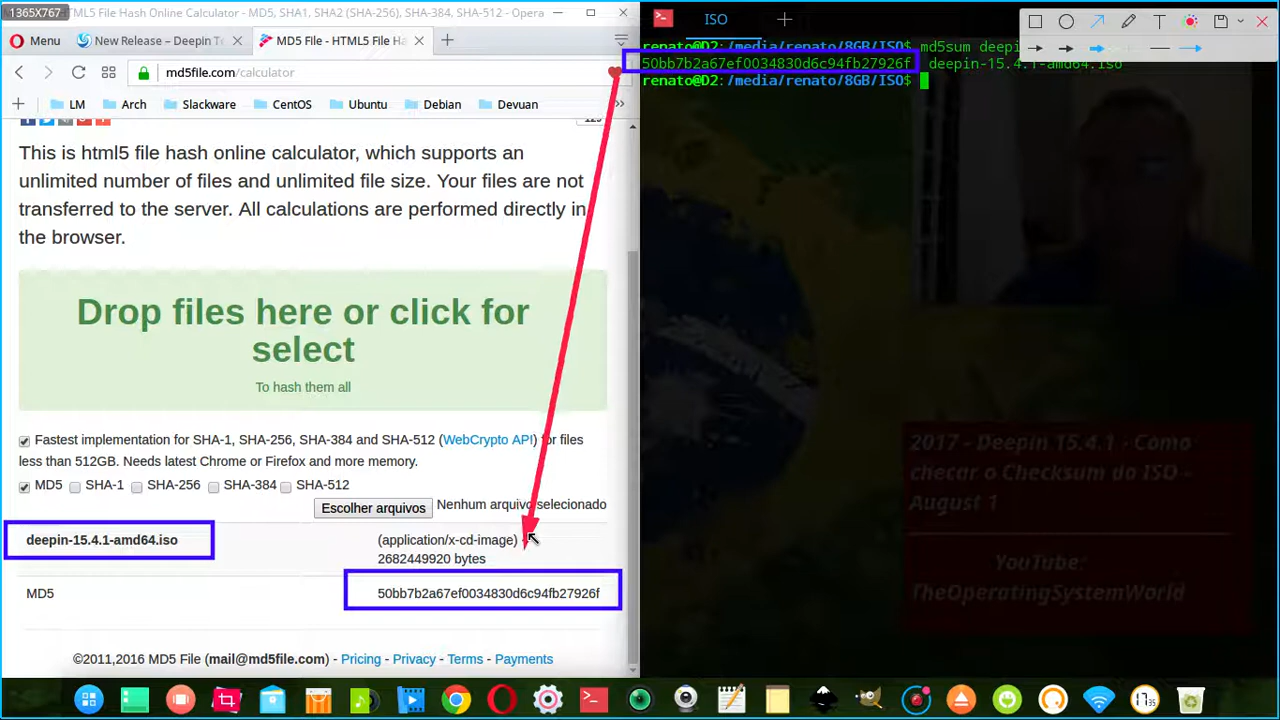 1365X767
HTML5 File Hash Online Calculator - MD5, SHA1, SHA2 (SHA-256), SHA-384, SHA-512 - Opera
Menu
New Release – Deepin Te
MD5 File - HTML5 File Ha
md5file.com/calculator
LM
Arch
Slackware
CentOS
Ubuntu
Debian
Devuan
This is html5 file hash online calculator, which supports an
unlimited number of files and unlimited file size. Your files are not
transferred to the server. All calculations are performed directly in
the browser.
Drop files here or click for
select
To hash them all
Fastest implementation for SHA-1, SHA-256, SHA-384 and SHA-512 (WebCrypto API) for files
less than 512GB. Needs latest Chrome or Firefox and more memory.
MD5 SHA-1 SHA-256 SHA-384 SHA-512
Escolher arquivos Nenhum arquivo selecionado
deepin-15.4.1-amd64.iso (application/x-cd-image) -
2682449920 bytes
MD5 50bb7b2a67ef0034830d6c94fb27926f
©2011,2016 MD5 File (mail@md5file.com) - Pricing - Privacy - Terms - Payments
ISO
renato@D2:/media/renato/8GB/ISO$ md5sum deepi
50bb7b2a67ef0034830d6c94fb27926f deepin-15.4.1-amd64.iso
renato@D2:/media/renato/8GB/ISO$
2017 - Deepin 15.4.1 - Como
checar o Checksum do ISO -
August 1
YouTube:
TheOperatingSystemWorld
17 35